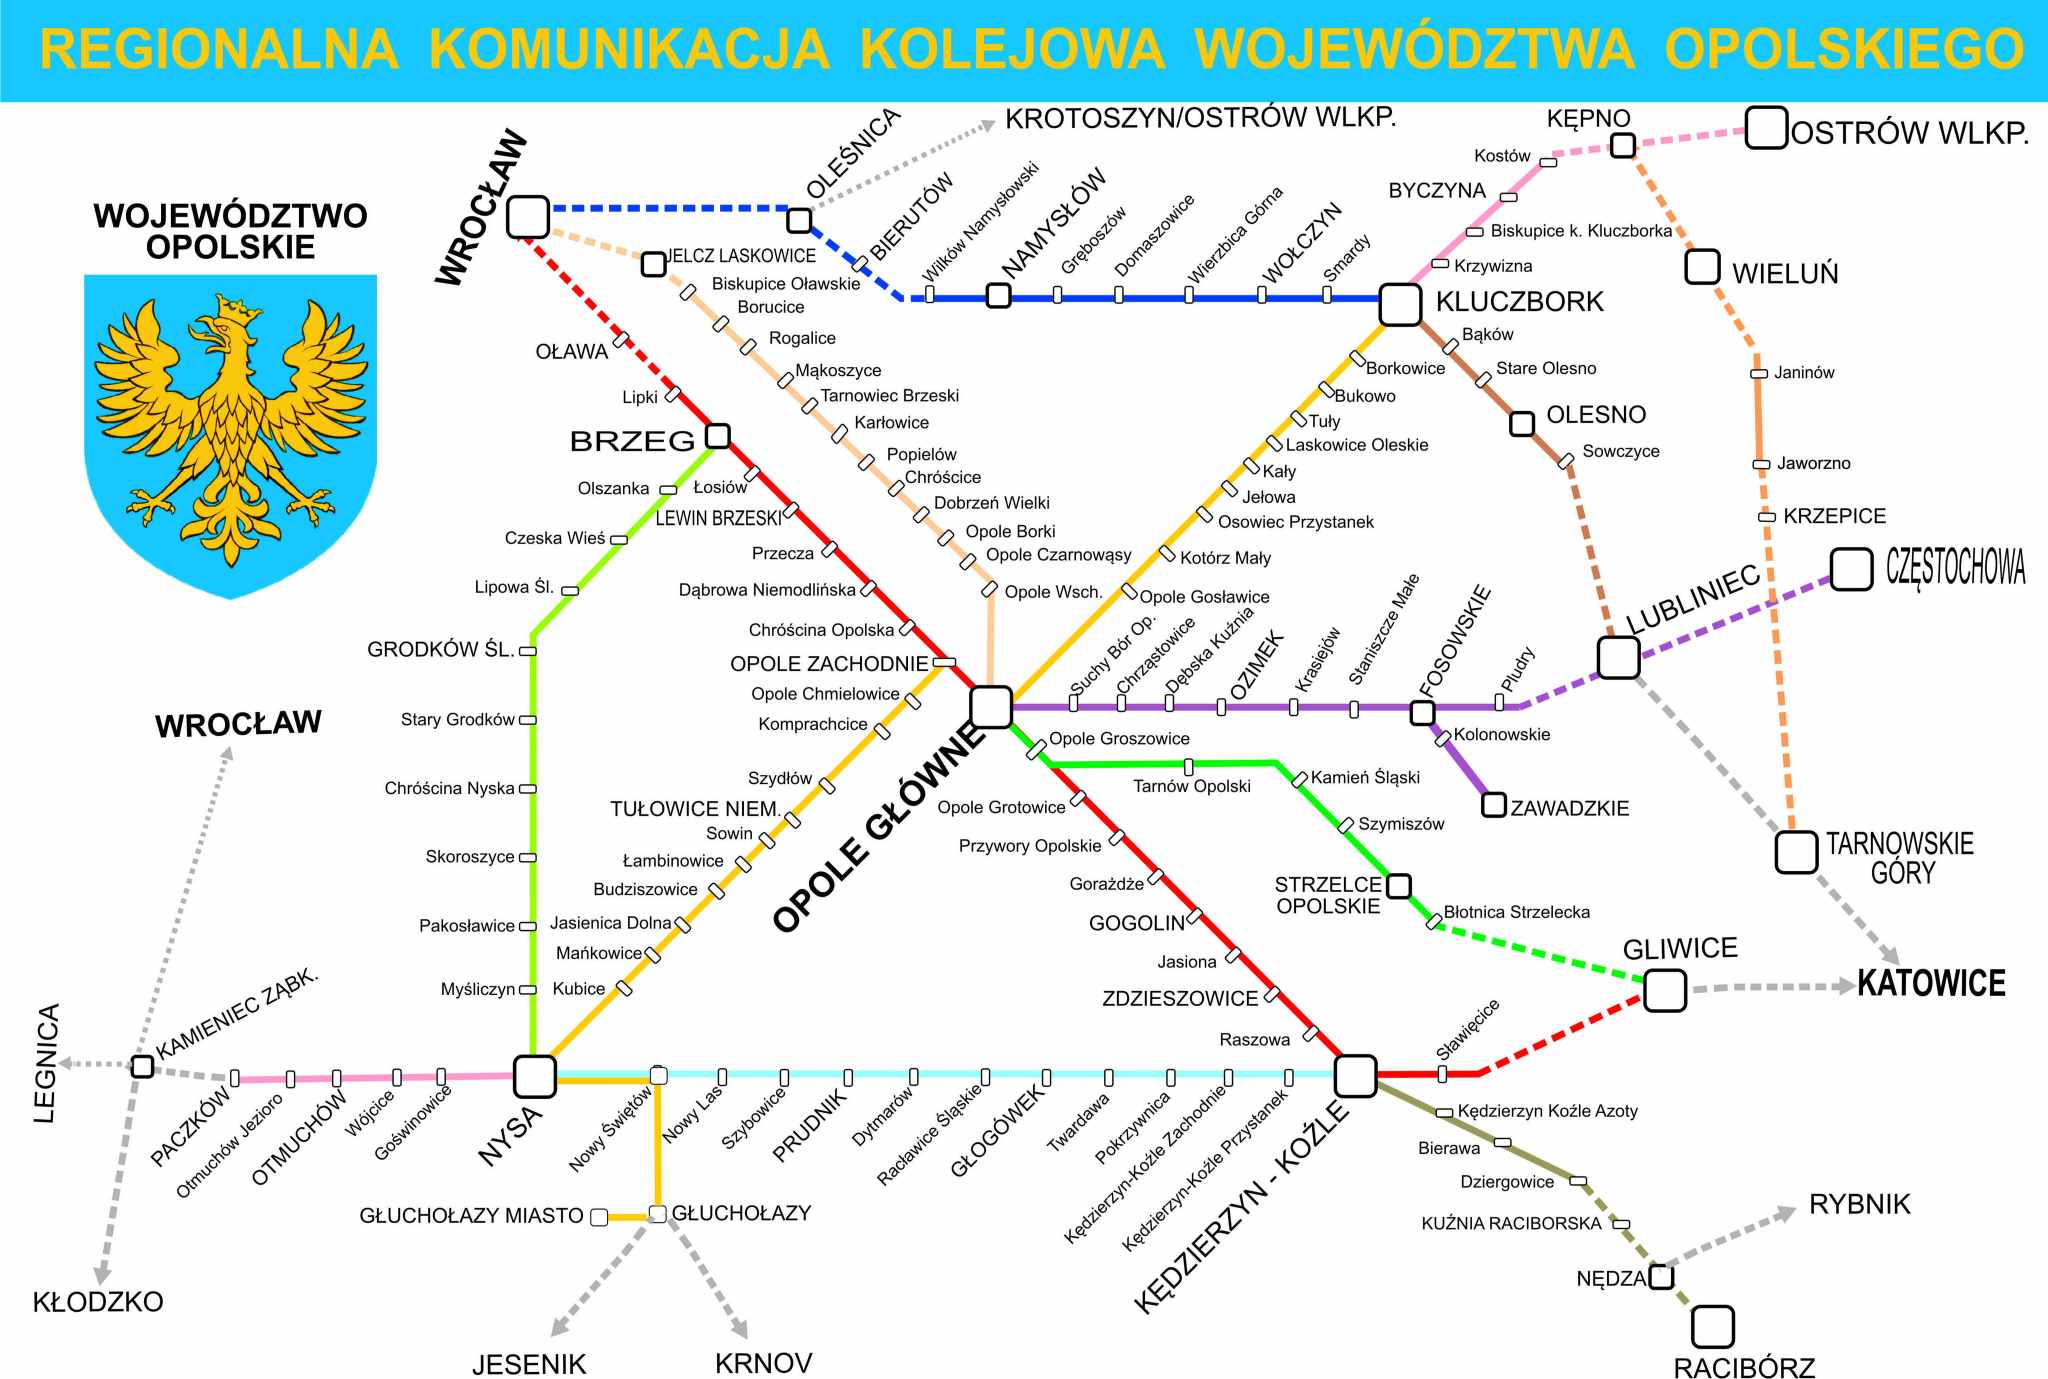 REGIONALNA KOMUNIKACJA KOLEJOWA WOJEWÓDZTWA OPOLSKIEGO
WOJEWÓDZTWO
OPOLSKIE
WROCŁAW
OLEŚNICA
KROTOSZYN/OSTRÓW WLKP.
BIERUTÓW
Wilków Namysłowski
NAMYSŁÓW
Gręboszów
Domaszowice
Wierzbica Górna
WOŁCZYN
Smardy
KLUCZBORK
KĘPNO
OSTRÓW WLKP.
Kostów
BYCZYNA
Biskupice k. Kluczborka
Krzywizna
WIELUŃ
Janinów
Jaworzno
KRZEPICE
JELCZ LASKOWICE
Biskupice Oławskie
Borucice
Rogalice
Mąkoszyce
Tarnowiec Brzeski
Karłowice
Popielów
Chróścice
Dobrzeń Wielki
Opole Borki
Opole Czarnowąsy
Opole Wsch.
OŁAWA
Lipki
BRZEG
Łosiów
LEWIN BRZESKI
Przecza
Dąbrowa Niemodlińska
Chróścina Opolska
OPOLE ZACHODNIE
Borkowice
Bukowo
Tuły
Laskowice Oleskie
Kały
Jełowa
Osowiec Przystanek
Kotórz Mały
Opole Gosławice
Bąków
Stare Olesno
OLESNO
Sowczyce
LUBLINIEC
CZĘSTOCHOWA
Olszanka
Czeska Wieś
Lipowa Śl.
GRODKÓW ŚL.
Stary Grodków
Chróścina Nyska
Skoroszyce
Pakosławice
Myśliczyn
Opole Chmielowice
Komprachcice
Szydłów
TUŁOWICE NIEM.
Sowin
Łambinowice
Budziszowice
Jasienica Dolna
Mańkowice
Kubice
OPOLE GŁÓWNE
Suchy Bór Op.
Chrząstowice
Dębska Kuźnia
OZIMEK
Krasiejów
Staniszcze Małe
FOSOWSKIE
Pludry
Kolonowskie
ZAWADZKIE
Opole Groszowice
Tarnów Opolski
Kamień Śląski
Szymiszów
STRZELCE
OPOLSKIE
Błotnica Strzelecka
GLIWICE
KATOWICE
TARNOWSKIE
GÓRY
Opole Grotowice
Przywory Opolskie
Gorażdże
GOGOLIN
Jasiona
ZDZIESZOWICE
Raszowa
Sławięcice
WROCŁAW
LEGNICA
KAMIENIEC ZĄBK.
KŁODZKO
PACZKÓW
Otmuchów Jezioro
OTMUCHÓW
Wójcice
Goświnowice
NYSA
Nowy Świętów
Nowy Las
Szybowice
PRUDNIK
Dytmarów
Racławice Śląskie
GŁOGÓWEK
Twardawa
Pokrzywnica
Kędzierzyn-Koźle Zachodnie
Kędzierzyn-Koźle Przystanek
KĘDZIERZYN - KOŹLE
GŁUCHOŁAZY MIASTO
GŁUCHOŁAZY
JESENIK
KRNOV
Kędzierzyn Koźle Azoty
Bierawa
Dziergowice
KUŹNIA RACIBORSKA
NĘDZA
RYBNIK
RACIBÓRZ